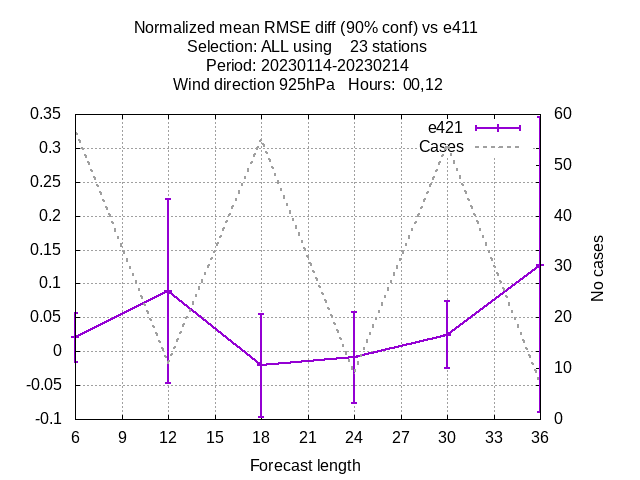 Normalized mean RMSE diff (90% conf) vs e411
Selection: ALL using    23 stations
Period: 20230114-20230214
Wind direction 925hPa   Hours:  00,12
0.35
0.3
0.25
0.2
0.15
0.1
0.05
0
-0.05
-0.1
e421
Cases
60
50
40
30
20
10
0
No cases
6 9 12 15 18 21 24 27 30 33 36
Forecast length